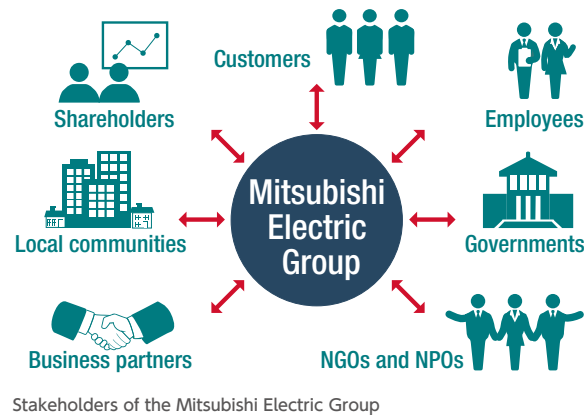 Customers
Shareholders
Employees
Mitsubishi
Electric
Group
Local communities
Governments
Business partners
NGOs and NPOs
Stakeholders of the Mitsubishi Electric Group